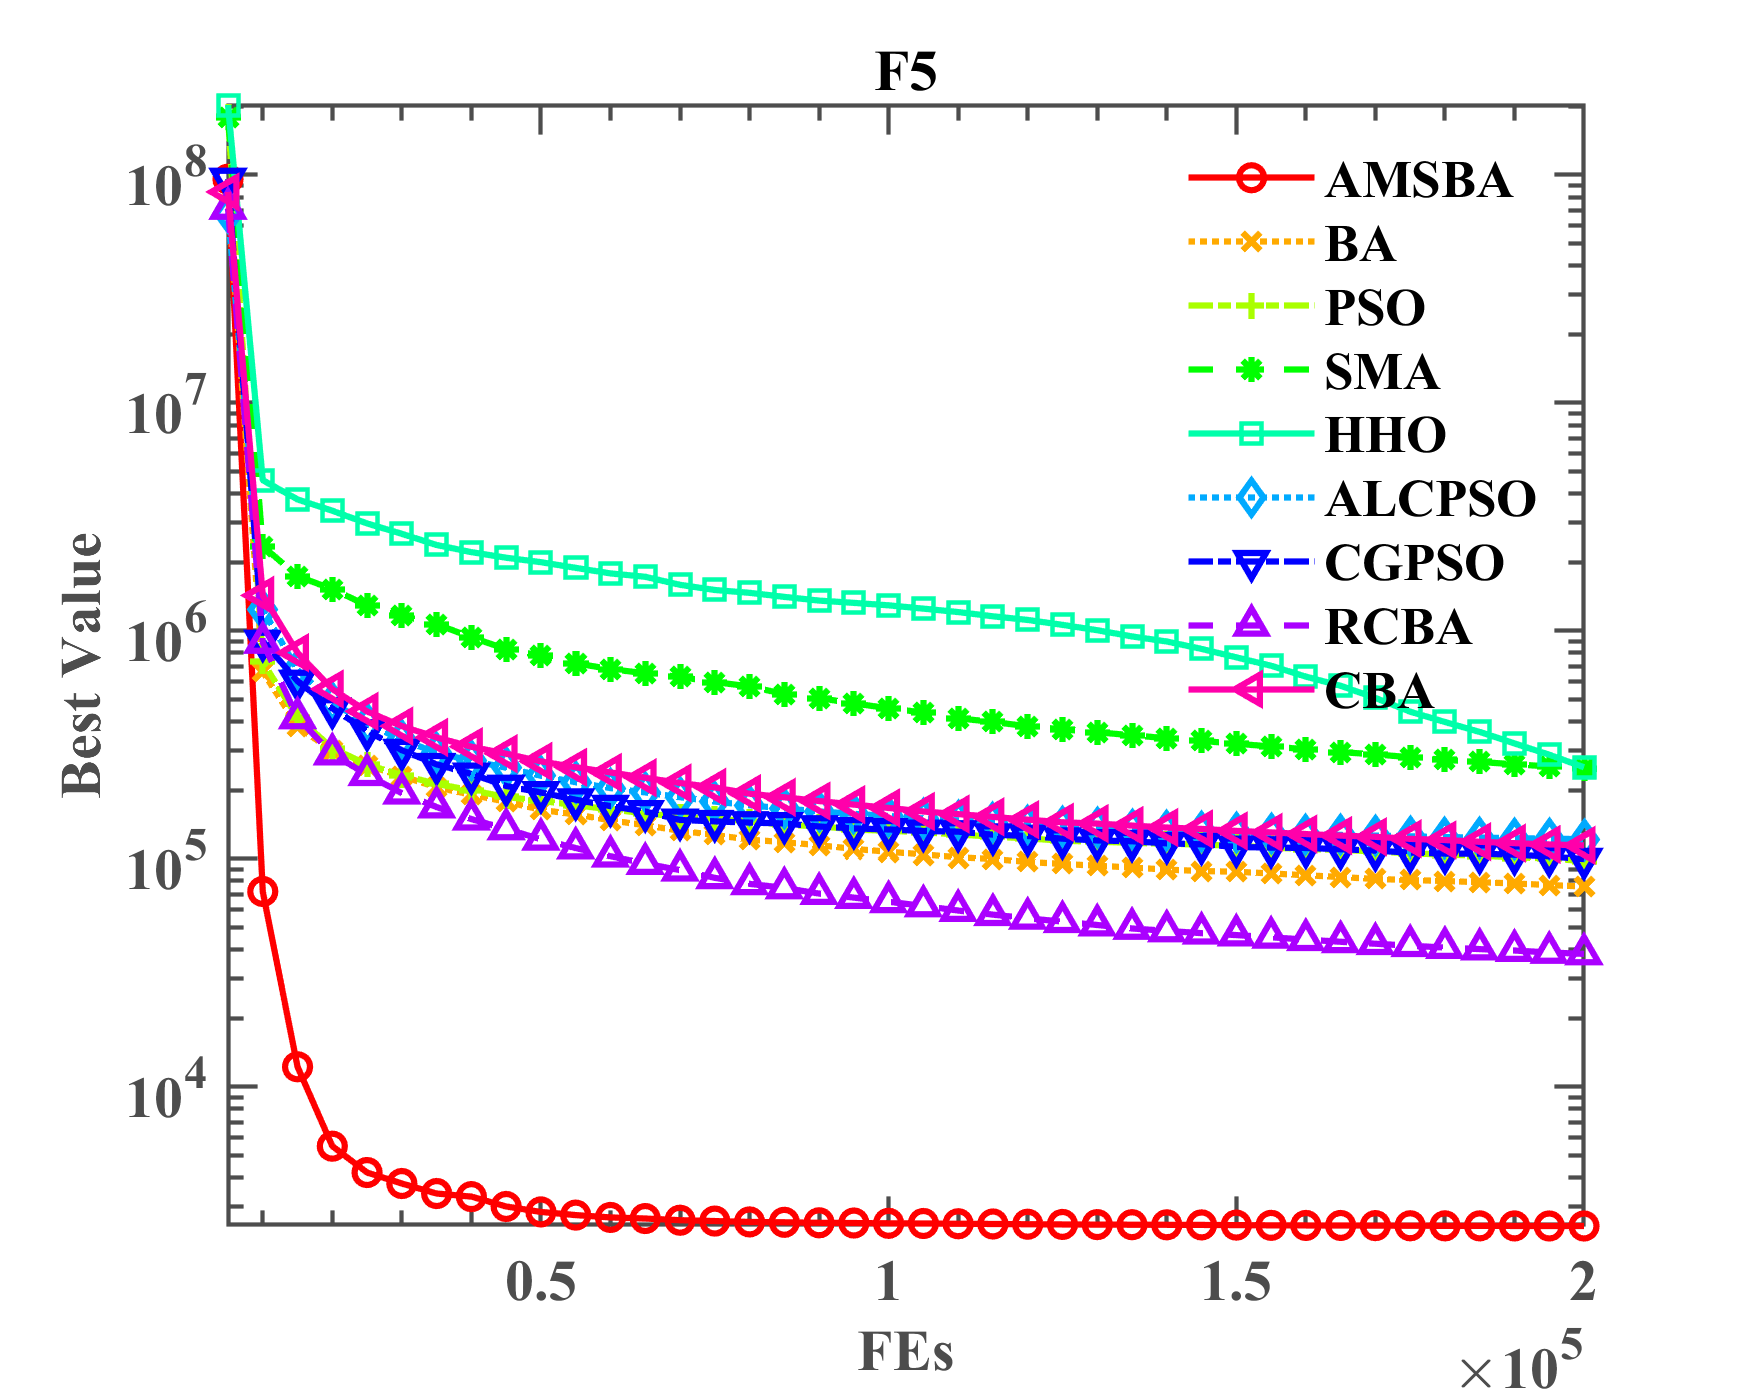 F5
Best Value
10^8
10^7
10^6
10^5
10^4
AMSBA
BA
PSO
SMA
HHO
ALCPSO
CGPSO
RCBA
CBA
0.5 1 1.5 2
FEs
×10^5